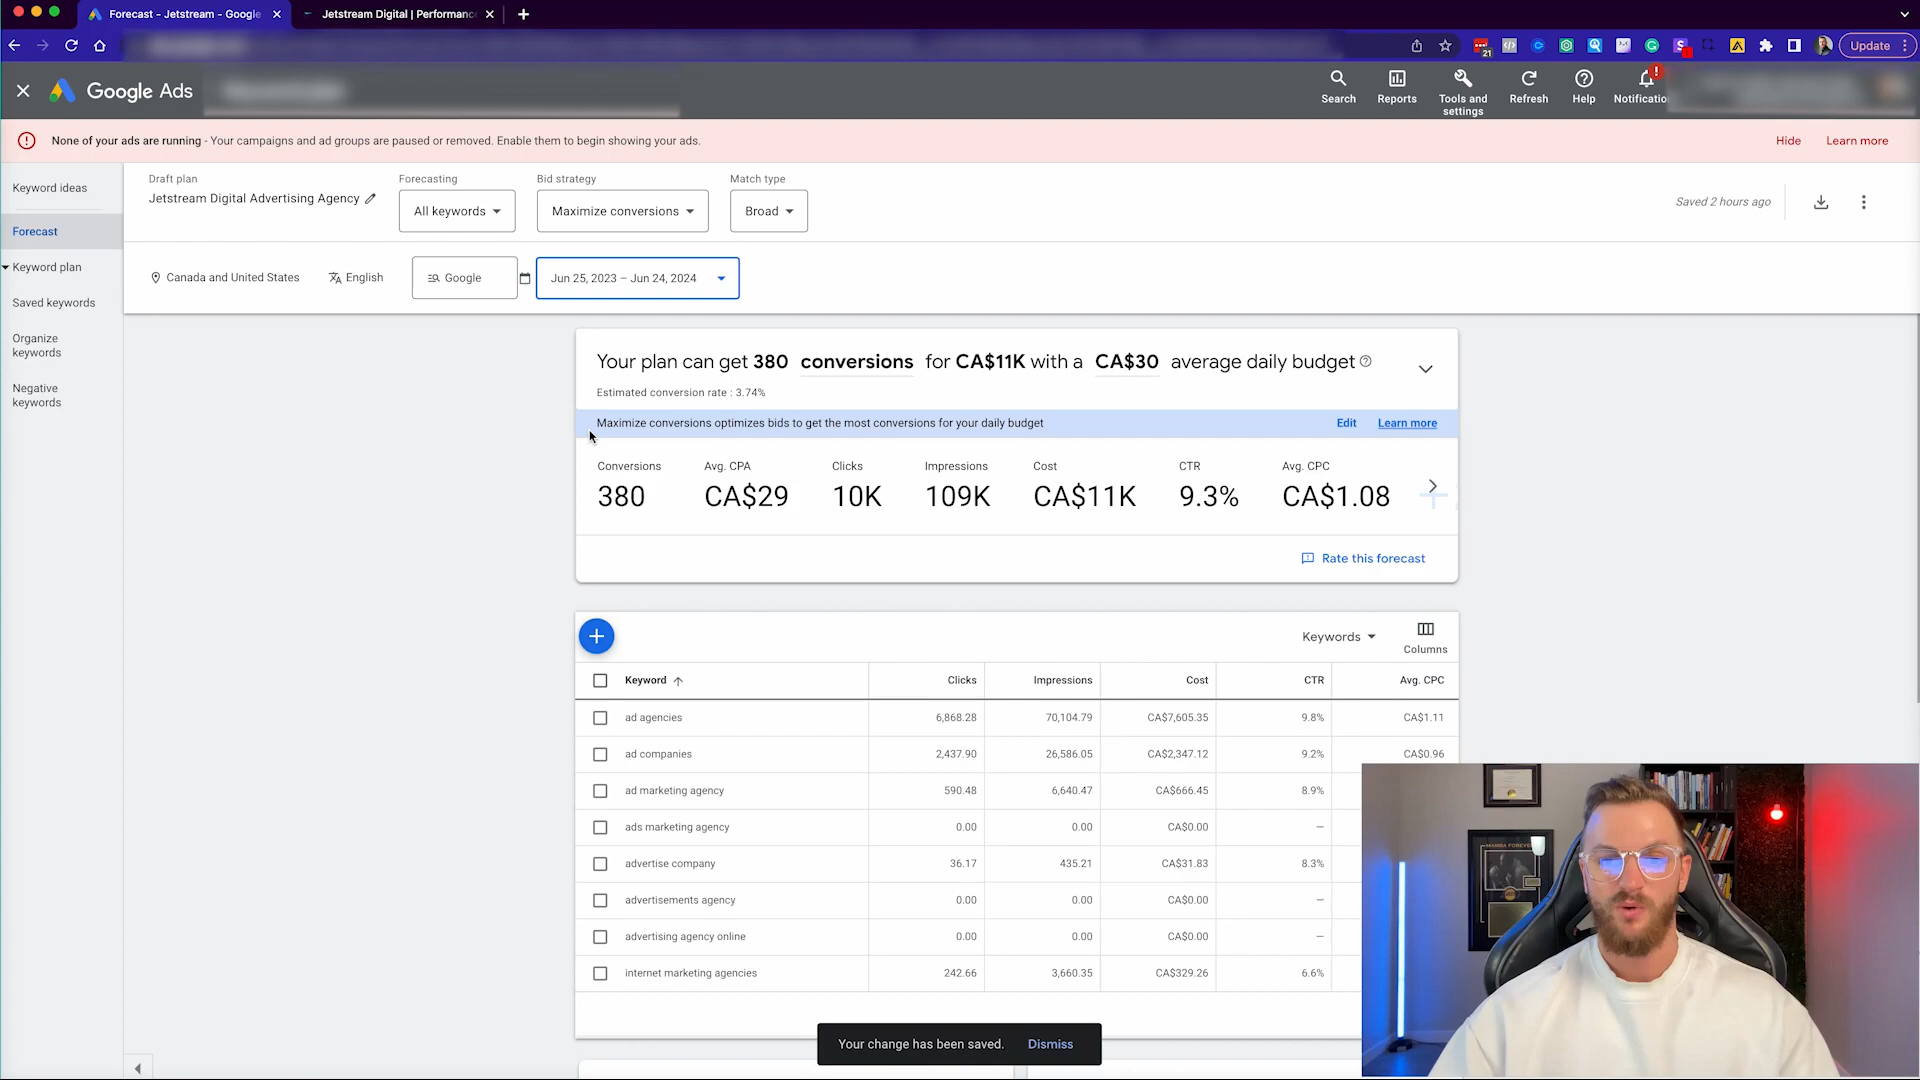 Forecast - Jetstream - Google
Jetstream Digital | Performanc
Update
21
Google Ads
Search
Reports
Tools and settings
Refresh
Help
Notificatio
None of your ads are running - Your campaigns and ad groups are paused or removed. Enable them to begin showing your ads.
Hide
Learn more
Keyword ideas
Forecast
Keyword plan
Saved keywords
Organize
keywords
Negative
keywords
Draft plan
Jetstream Digital Advertising Agency
Forecasting
All keywords
Bid strategy
Maximize conversions
Match type
Broad
Saved 2 hours ago
Canada and United States
English
Google
Jun 25, 2023 – Jun 24, 2024
Your plan can get 380 conversions for CA$11K with a CA$30 average daily budget
Estimated conversion rate : 3.74%
Maximize conversions optimizes bids to get the most conversions for your daily budget
Edit
Learn more
Conversions Avg. CPA Clicks Impressions Cost CTR Avg. CPC
380 CA$29 10K 109K CA$11K 9.3% CA$1.08
Rate this forecast
Keywords
Columns
Keyword Clicks Impressions Cost CTR Avg. CPC
ad agencies 6,868.28 70,104.79 CA$7,605.35 9.8% CA$1.11
ad companies 2,437.90 26,586.05 CA$2,347.12 9.2% CA$0.96
ad marketing agency 590.48 6,640.47 CA$666.45 8.9%
ads marketing agency 0.00 0.00 CA$0.00 –
advertise company 36.17 435.21 CA$31.83 8.3%
advertisements agency 0.00 0.00 CA$0.00 –
advertising agency online 0.00 0.00 CA$0.00 –
internet marketing agencies 242.66 3,660.35 CA$329.26 6.6%
Your change has been saved.
Dismiss
MAMBA FOREVER